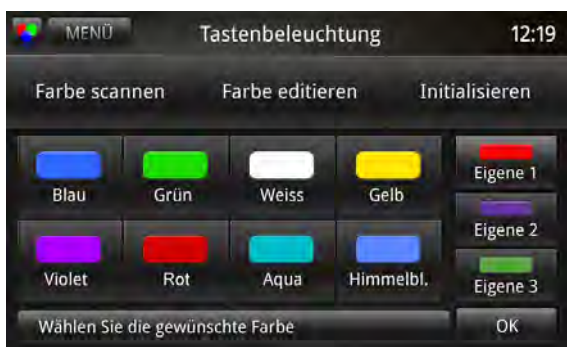 MENÜ Tastenbeleuchtung 12:19
Farbe scannen Farbe editieren Initialisieren
Blau Grün Weiss Gelb Eigene 1
Eigene 2
Violet Rot Aqua Himmelbl. Eigene 3
Wählen Sie die gewünschte Farbe OK